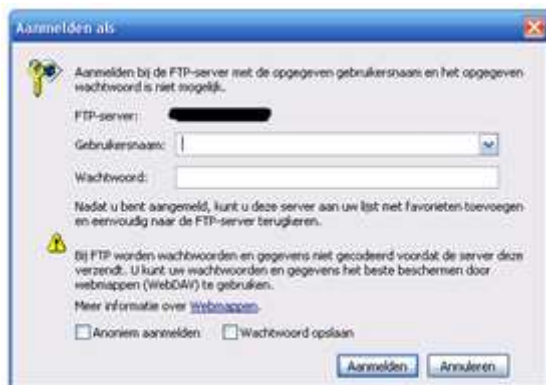 Aanmelden als
Aanmelden bij de FTP-server met de opgegeven gebruikersnaam en het opgegeven
wachtwoord is niet mogelijk.
FTP-server:
Gebruikersnaam:
Wachtwoord:
Nadat u bent aangemeld, kunt u deze server aan uw lijst met favorieten toevoegen
en eenvoudig naar de FTP-server terugkeren.
Bij FTP worden wachtwoorden en gegevens niet gecodeerd voordat de server deze
verzendt. U kunt uw wachtwoorden en gegevens het beste beschermen door
webmappen (WebDAV) te gebruiken.
Meer informatie over Webmappen.
Anoniem aanmelden Wachtwoord opslaan
Aanmelden Annuleren